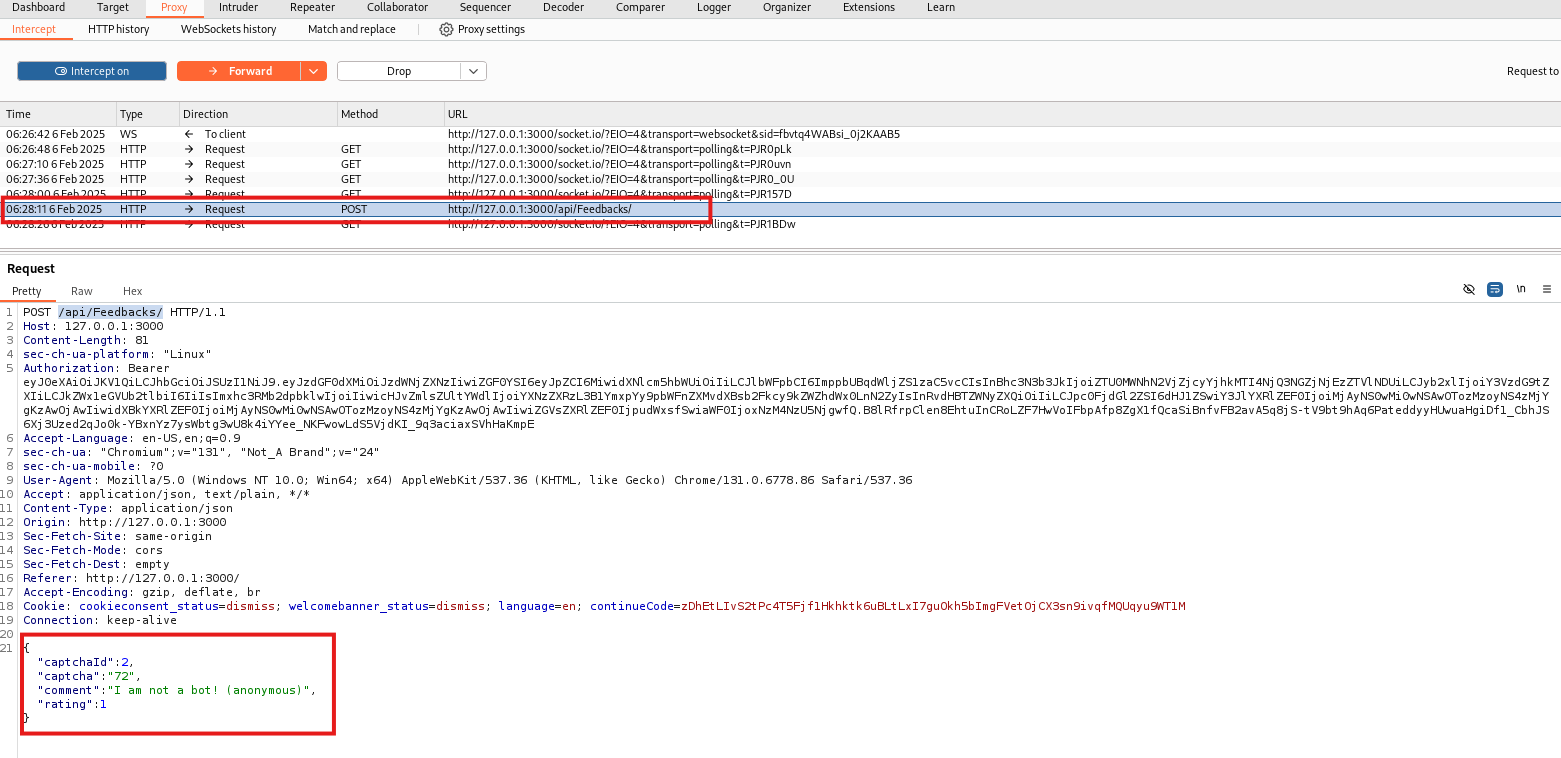 Dashboard Target Proxy Intruder Repeater Collaborator Sequencer Decoder Comparer Logger Organizer Extensions Learn
Intercept HTTP history WebSockets history Match and replace Proxy settings
Intercept on Forward Drop Request to
Time Type Direction Method URL
06:26:42 6 Feb 2025 WS To client http://127.0.0.1:3000/socket.io/?EIO=4&transport=websocket&sid=fbvtq4WABsi_0j2KAAB5
06:26:48 6 Feb 2025 HTTP Request GET http://127.0.0.1:3000/socket.io/?EIO=4&transport=polling&t=PJR0pLk
06:27:10 6 Feb 2025 HTTP Request GET http://127.0.0.1:3000/socket.io/?EIO=4&transport=polling&t=PJR0uvn
06:27:36 6 Feb 2025 HTTP Request GET http://127.0.0.1:3000/socket.io/?EIO=4&transport=polling&t=PJR0_0U
06:28:00 6 Feb 2025 HTTP Request GET http://127.0.0.1:3000/socket.io/?EIO=4&transport=polling&t=PJR157D
06:28:11 6 Feb 2025 HTTP Request POST http://127.0.0.1:3000/api/Feedbacks/
06:28:26 6 Feb 2025 HTTP Request GET http://127.0.0.1:3000/socket.io/?EIO=4&transport=polling&t=PJR1BDw
Request
Pretty Raw Hex \n
1 POST /api/Feedbacks/ HTTP/1.1
2 Host: 127.0.0.1:3000
3 Content-Length: 81
4 sec-ch-ua-platform: "Linux"
5 Authorization: Bearer
6 Accept-Language: en-US,en;q=0.9
7 sec-ch-ua: "Chromium";v="131", "Not_A Brand";v="24"
8 sec-ch-ua-mobile: ?0
9 User-Agent: Mozilla/5.0 (Windows NT 10.0; Win64; x64) AppleWebKit/537.36 (KHTML, like Gecko) Chrome/131.0.6778.86 Safari/537.36
10 Accept: application/json, text/plain, */*
11 Content-Type: application/json
12 Origin: http://127.0.0.1:3000
13 Sec-Fetch-Site: same-origin
14 Sec-Fetch-Mode: cors
15 Sec-Fetch-Dest: empty
16 Referer: http://127.0.0.1:3000/
17 Accept-Encoding: gzip, deflate, br
18 Cookie: cookieconsent_status=dismiss; welcomebanner_status=dismiss; language=en;
19 Connection: keep-alive
20
21 {
"captchaId":2,
"captcha":"72",
"comment":"I am not a bot! (anonymous)",
"rating":1
}